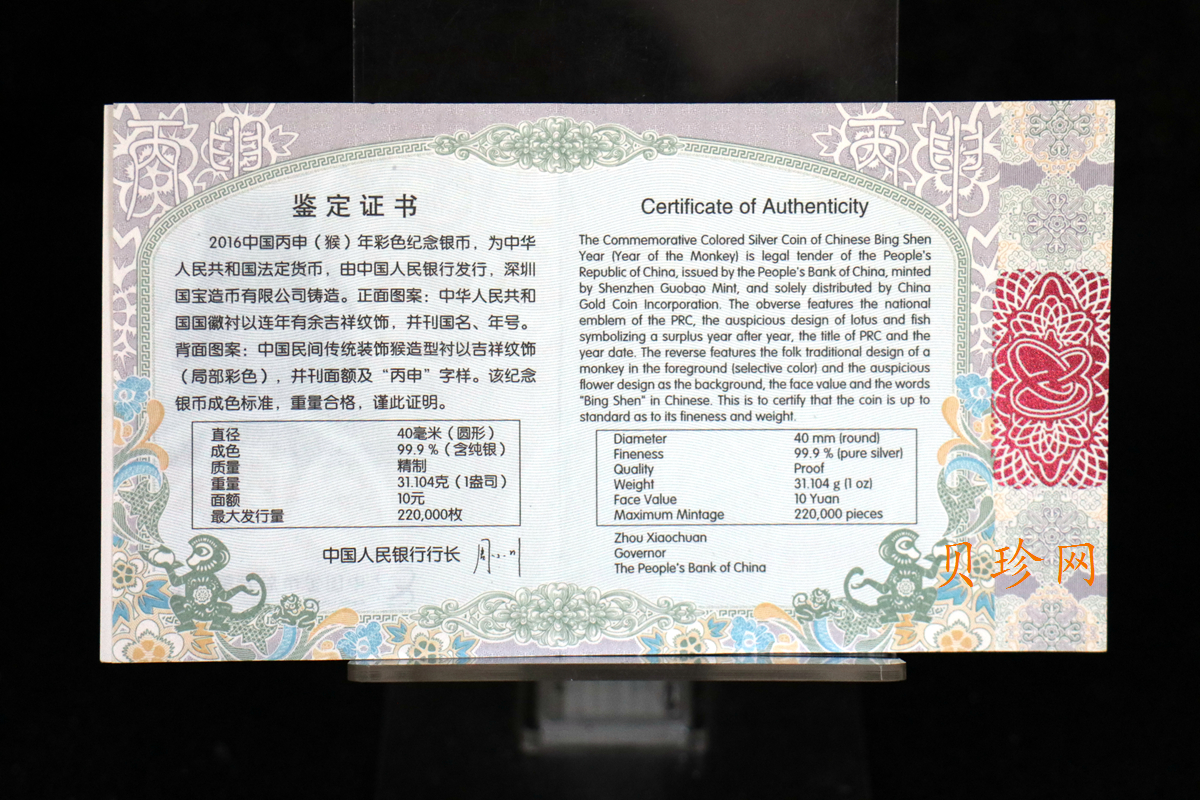 鉴定证书
2016中国丙申（猴）年彩色纪念银币，为中华
人民共和国法定货币，由中国人民银行发行，深圳
国宝造币有限公司铸造。正面图案：中华人民共和
国国徽衬以连年有余吉祥纹饰，并刊国名、年号。
背面图案：中国民间传统装饰猴造型衬以吉祥纹饰
（局部彩色），并刊面额及“丙申”字样。该纪念
银币成色标准，重量合格，谨此证明。
直径 40毫米（圆形）
成色 99.9％（含纯银）
质量 精制
重量 31.104克（1盎司）
面额 10元
最大发行量 220,000枚
中国人民银行行长
Certificate of Authenticity
The Commemorative Colored Silver Coin of Chinese Bing Shen
Year (Year of the Monkey) is legal tender of the People's
Republic of China, issued by the People's Bank of China, minted
by Shenzhen Guobao Mint, and solely distributed by China
Gold Coin Incorporation. The obverse features the national
emblem of the PRC, the auspicious design of lotus and fish
symbolizing a surplus year after year, the title of PRC and the
year date. The reverse features the folk traditional design of a
monkey in the foreground (selective color) and the auspicious
flower design as the background, the face value and the words
"Bing Shen" in Chinese. This is to certify that the coin is up to
standard as to its fineness and weight.
Diameter 40 mm (round)
Fineness 99.9 % (pure silver)
Quality Proof
Weight 31.104 g (1 oz)
Face Value 10 Yuan
Maximum Mintage 220,000 pieces
Zhou Xiaochuan
Governor
The People's Bank of China
贝珍网